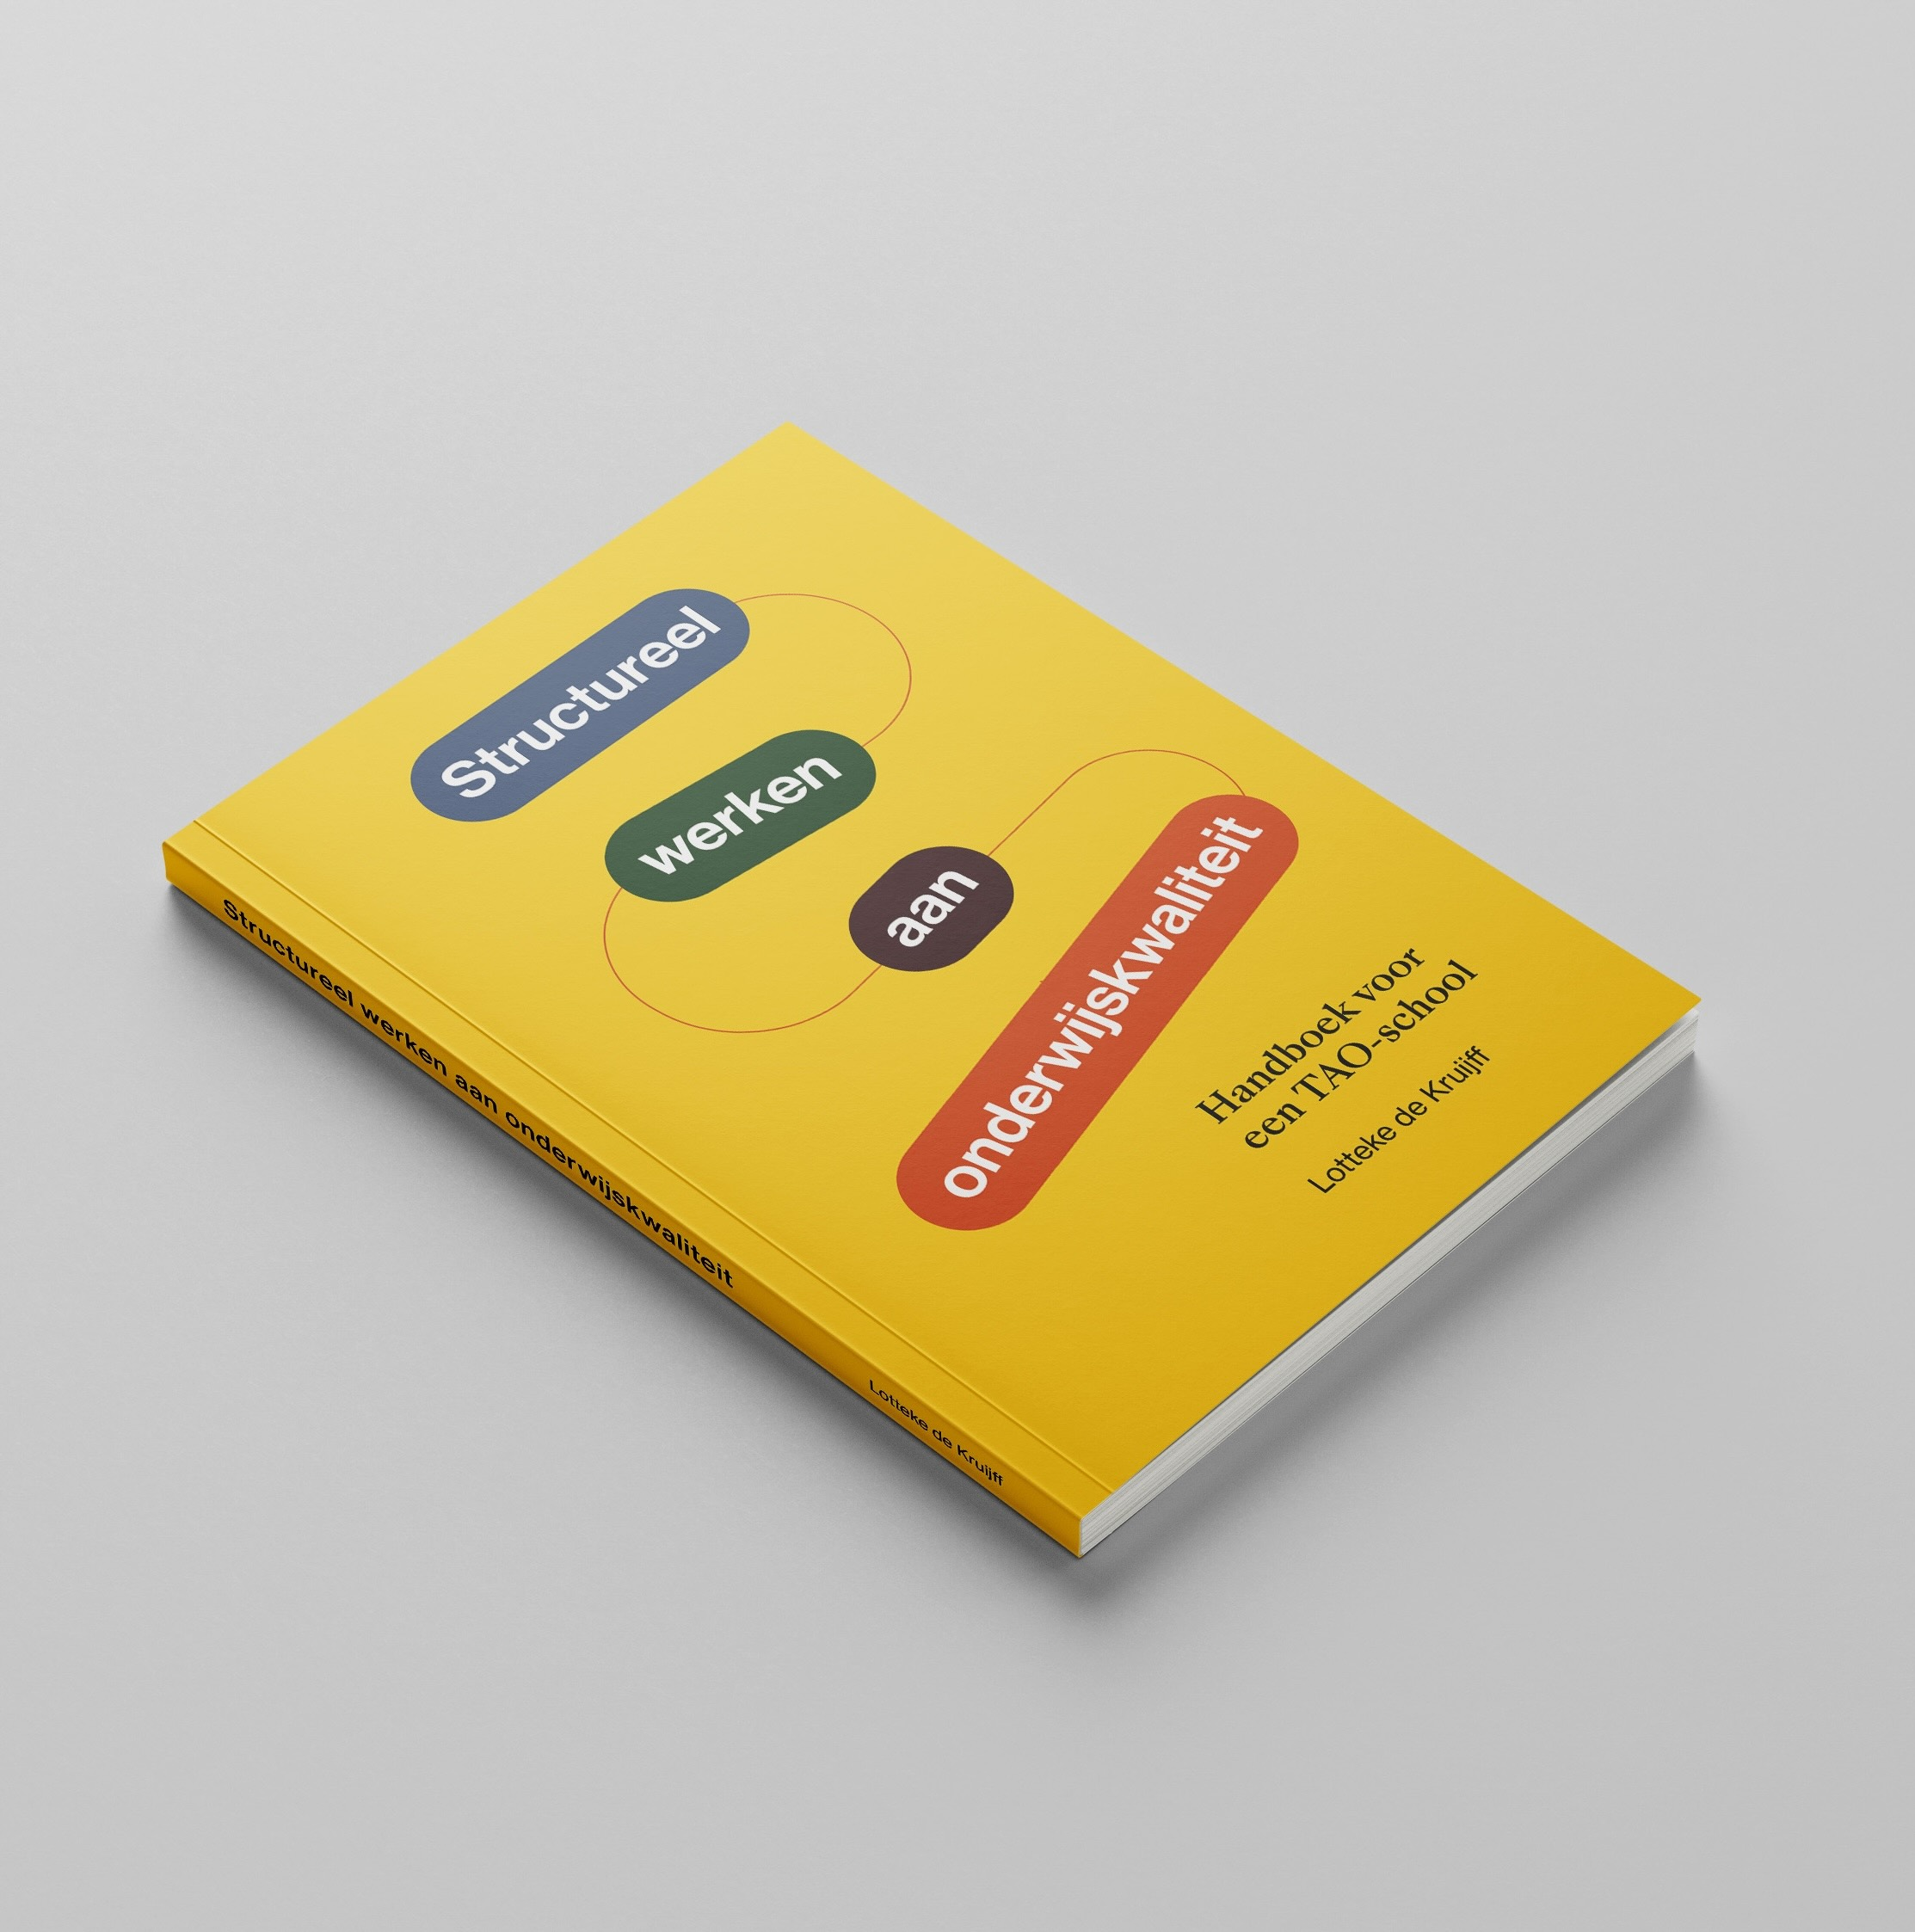 Structureel
werken
aan
onderwijskwaliteit
Handboek voor
een TAO-school
Lotteke de Kruijff
Structureel werken aan onderwijskwaliteit
Lotteke de Kruijff